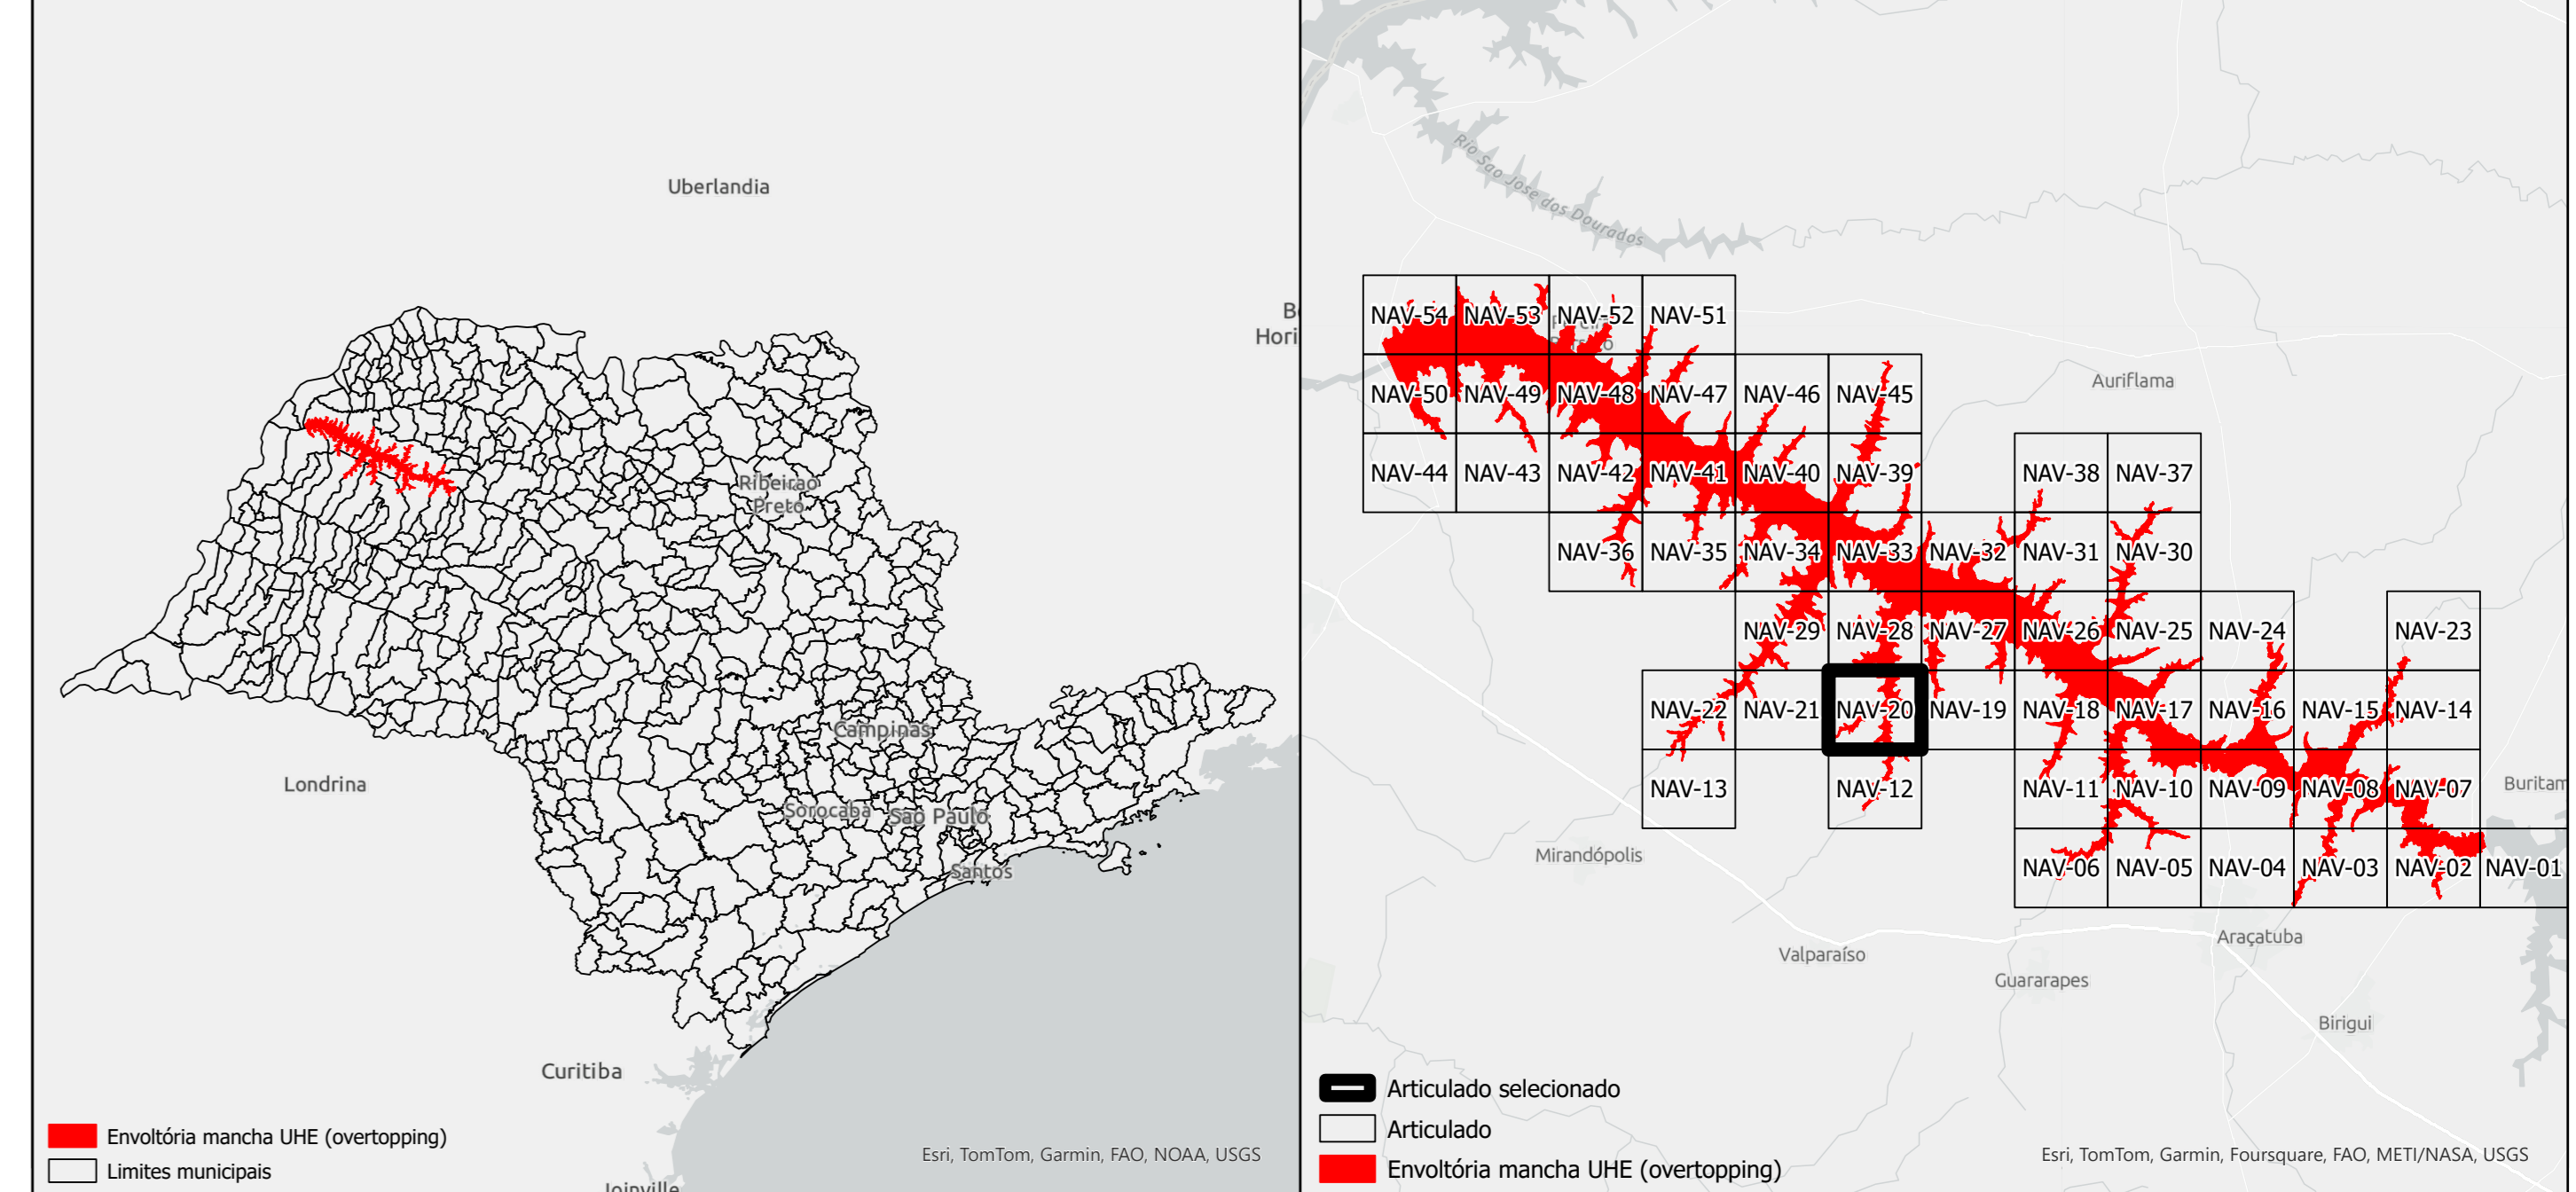 Uberlandia
Ribeirao
Preto
Campinas
Londrina
Sorocaba
Sao Paulo
Santos
Curitiba
Envoltória mancha UHE (overtopping)
Limites municipais
Esri, TomTom, Garmin, FAO, NOAA, USGS
Rio Sao Jose dos Dourados
NAV-54 NAV-53 NAV-52 NAV-51
NAV-50 NAV-49 NAV-48 NAV-47 NAV-46 NAV-45
Auriflama
NAV-44 NAV-43 NAV-42 NAV-41 NAV-40 NAV-39 NAV-38 NAV-37
NAV-36 NAV-35 NAV-34 NAV-33 NAV-32 NAV-31 NAV-30
NAV-29 NAV-28 NAV-27 NAV-26 NAV-25 NAV-24 NAV-23
NAV-22 NAV-21 NAV-20 NAV-19 NAV-18 NAV-17 NAV-16 NAV-15 NAV-14
NAV-13 NAV-12 NAV-11 NAV-10 NAV-09 NAV-08 NAV-07
Buritam
Mirandópolis
NAV-06 NAV-05 NAV-04 NAV-03 NAV-02 NAV-01
Araçatuba
Valparaíso
Guararapes
Birigui
Articulado selecionado
Articulado
Envoltória mancha UHE (overtopping)
Esri, TomTom, Garmin, Foursquare, FAO, METI/NASA, USGS